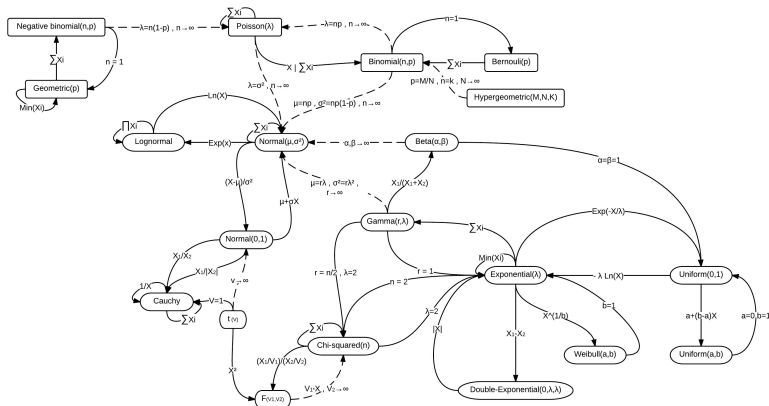 Negative binomial(n,p)
λ=n(1-p) , n→∞
∑Xi
Poisson(λ)
λ=np , n→∞
n=1
∑Xi
n = 1
X | ∑Xi
Binomial(n,p)
∑Xi
Bernouli(p)
Geometric(p)
Min(Xi)
λ=σ² , n→∞
p=M/N , n=k , N→∞
Hypergeometric(M,N,K)
Ln(X)
μ=np , σ²=np(1-p) , n→∞
∏Xi
∑Xi
Lognormal
Exp(x)
Normal(μ,σ²)
α,β→∞
Beta(α,β)
α=β=1
(X-μ)/σ²
μ+σX
μ=rλ , σ²=rλ² ,
r→∞
X₁/(X₁+X₂)
Gamma(r,λ)
∑Xi
Exp(-X/λ)
Normal(0,1)
X₁/X₂
X₁/|X₂|
r = n/2 , λ=2
r = 1
n = 2
Min(Xi)
Exponential(λ)
- λ Ln(X)
Uniform(0,1)
1/X
Cauchy
∑Xi
V=1
t (V)
∑Xi
λ=2
|X|
X₁-X₂
X^(1/b)
b=1
a+(b-a)X
a=0,b=1
Chi-squared(n)
Weibull(a,b)
Uniform(a,b)
X²
(X₁/V₁)/(X₂/V₂)
F(V1,V2)
Double-Exponential(0,λ,λ)